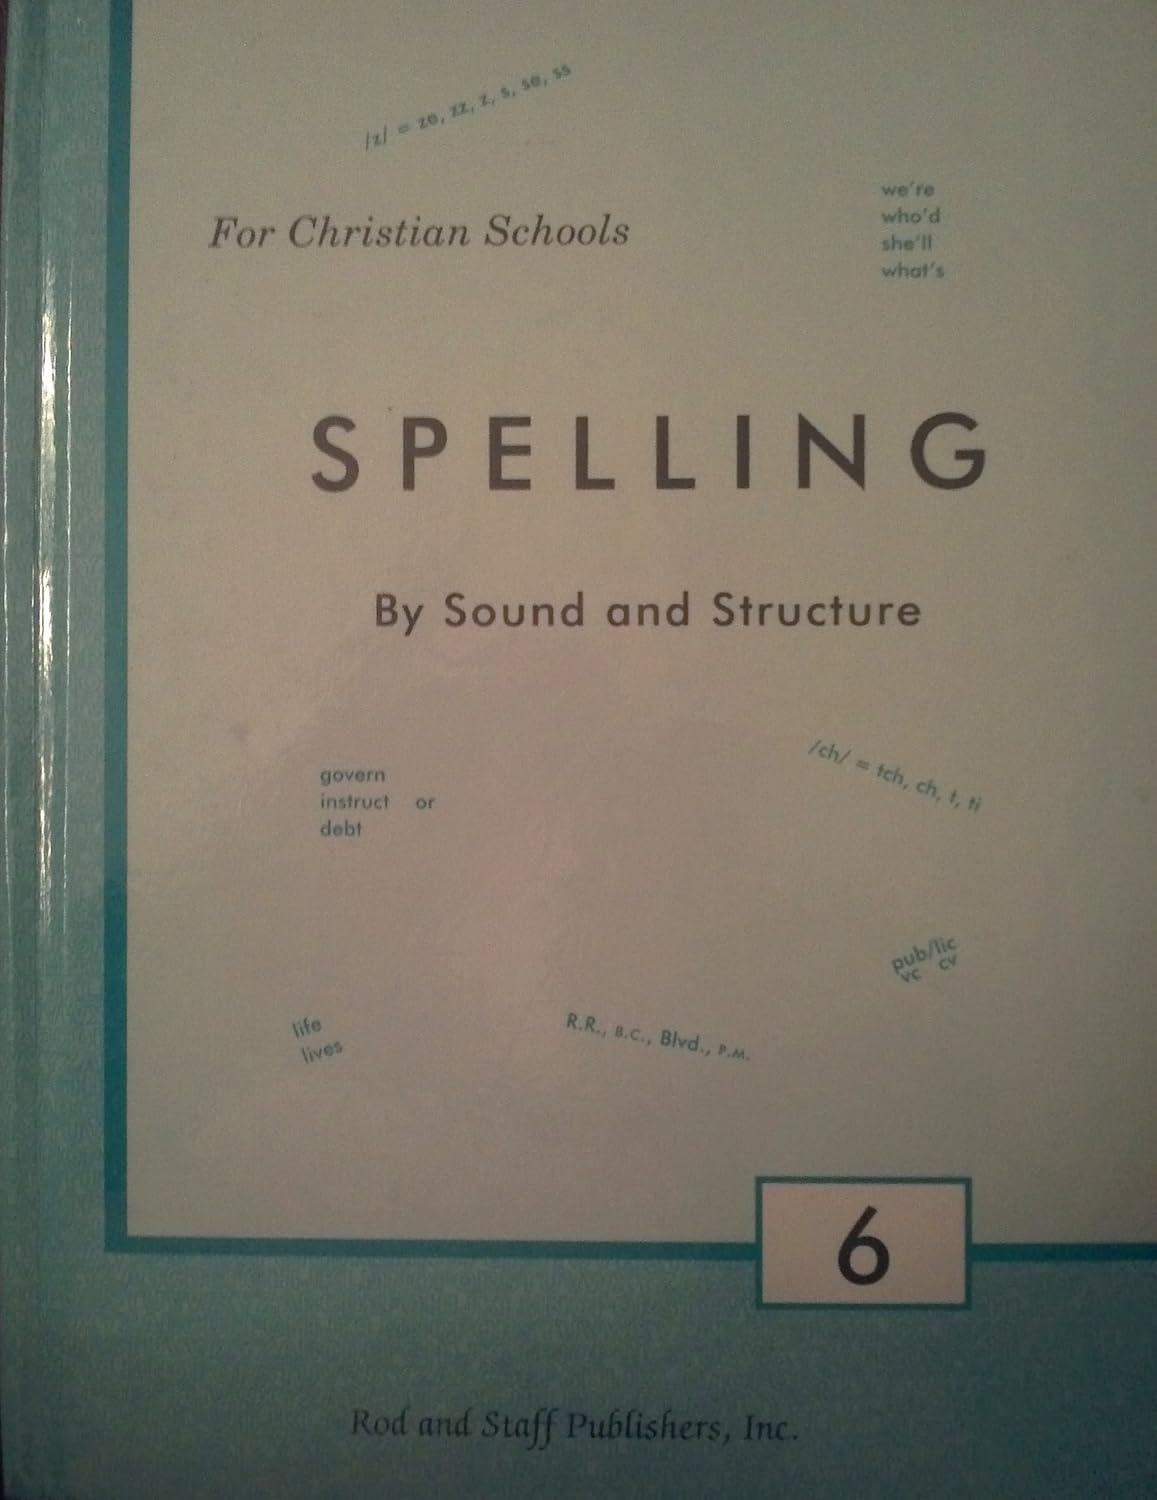 /z/ = ze, zz, z, s, se, ss
For Christian Schools
we're
who'd
she'll
what's
SPELLING
By Sound and Structure
govern
instruct or
debt
/ch/ = tch, ch, t, ti
pub/lic
vc cv
life
lives
R.R., B.C., Blvd., P.M.
6
Rod and Staff Publishers, Inc.